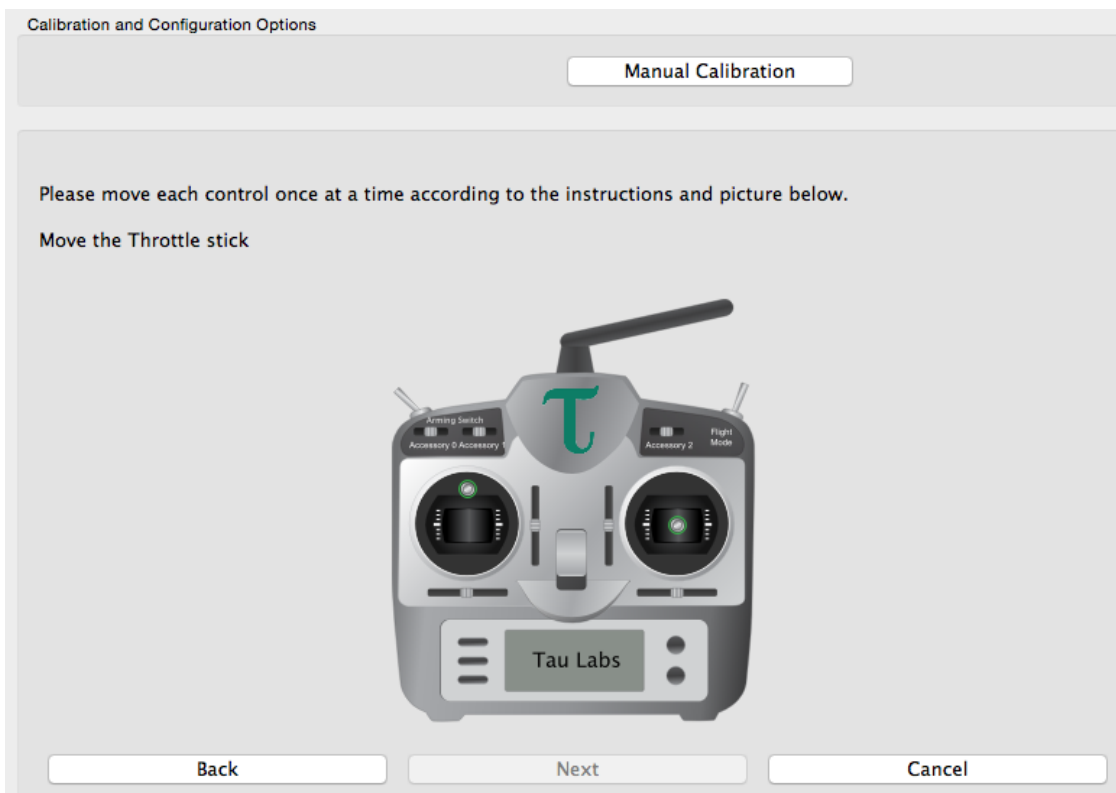 Calibration and Configuration Options
Manual Calibration
Please move each control once at a time according to the instructions and picture below.
Move the Throttle stick
τ
Arming Switch
Accessory 0 Accessory 1
Accessory 2
Flight
Mode
Tau Labs
Back
Next
Cancel